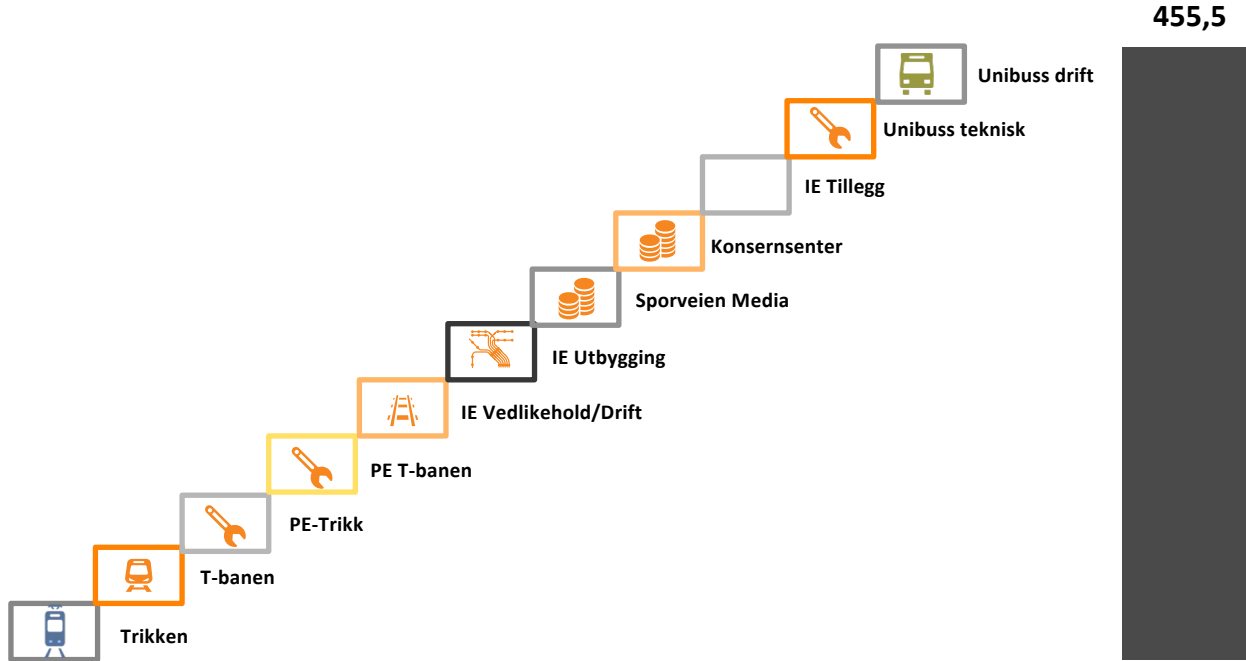 455,5
Unibuss drift
Unibuss teknisk
IE Tillegg
Konsernsenter
Sporveien Media
IE Utbygging
IE Vedlikehold/Drift
PE T-banen
PE-Trikk
T-banen
Trikken